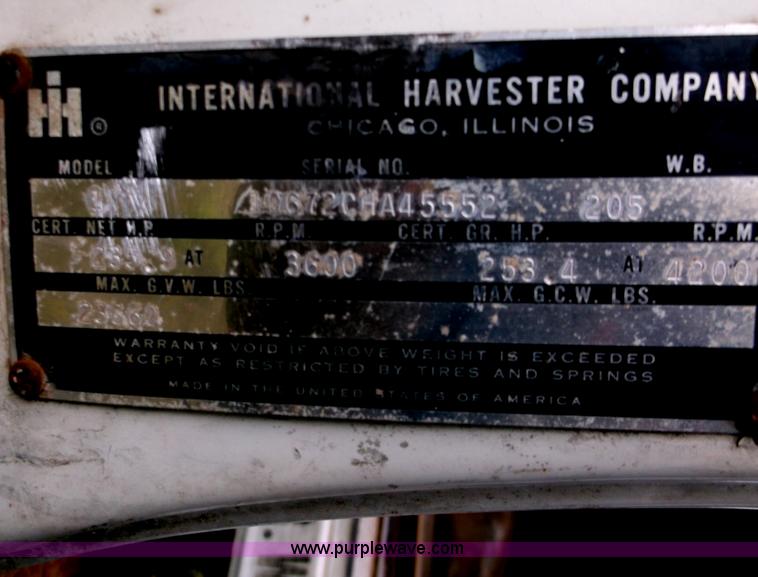 IH ® INTERNATIONAL HARVESTER COMPANY
CHICAGO, ILLINOIS
MODEL SERIAL NO. W.B.
10672CHA45552 205
CERT. NET H.P. R.P.M. CERT. GR. H.P. R.P.M.
AT 3600 253.4 AT 4200
MAX. G.V.W. LBS. MAX. G.C.W. LBS.
WARRANTY VOID IF ABOVE WEIGHT IS EXCEEDED
EXCEPT AS RESTRICTED BY TIRES AND SPRINGS
MADE IN THE UNITED STATES OF AMERICA
www.purplewave.com